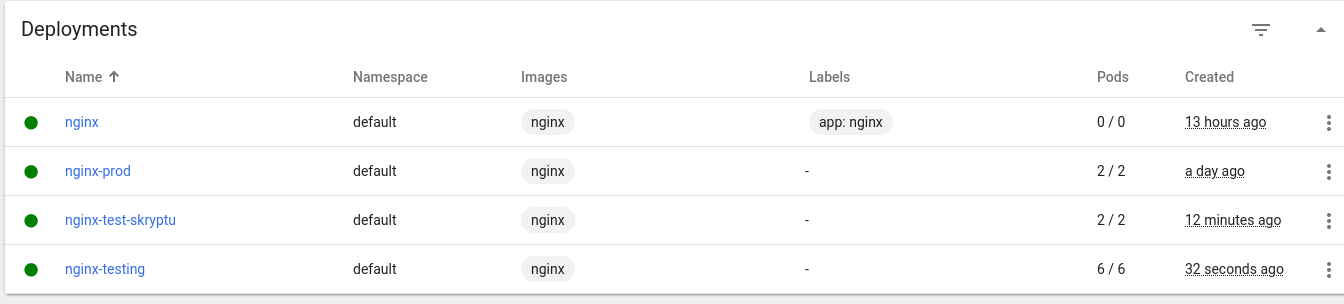 Deployments
Name Namespace Images Labels Pods Created
nginx default nginx app: nginx 0 / 0 13 hours ago
nginx-prod default nginx - 2 / 2 a day ago
nginx-test-skryptu default nginx - 2 / 2 12 minutes ago
nginx-testing default nginx - 6 / 6 32 seconds ago